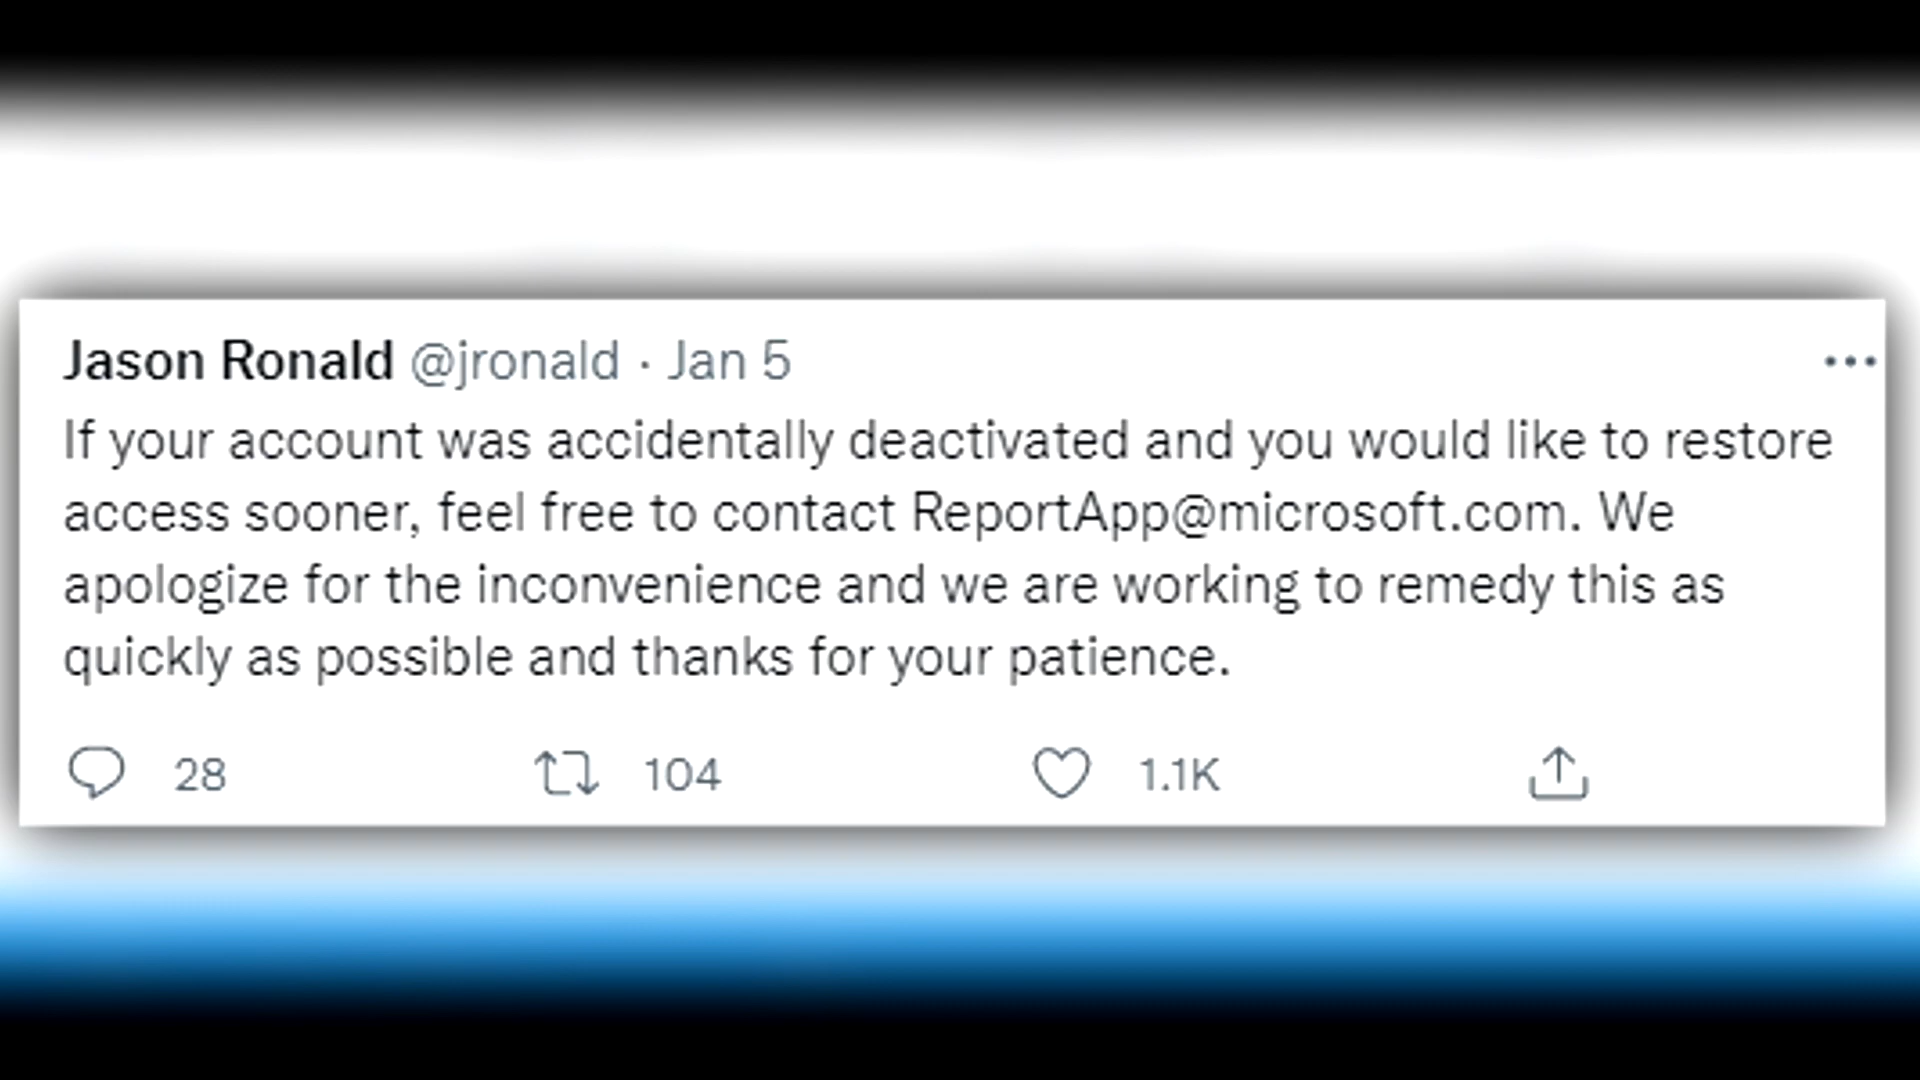 Jason Ronald @jronald · Jan 5
If your account was accidentally deactivated and you would like to restore
access sooner, feel free to contact ReportApp@microsoft.com. We
apologize for the inconvenience and we are working to remedy this as
quickly as possible and thanks for your patience.
28 104 1.1K